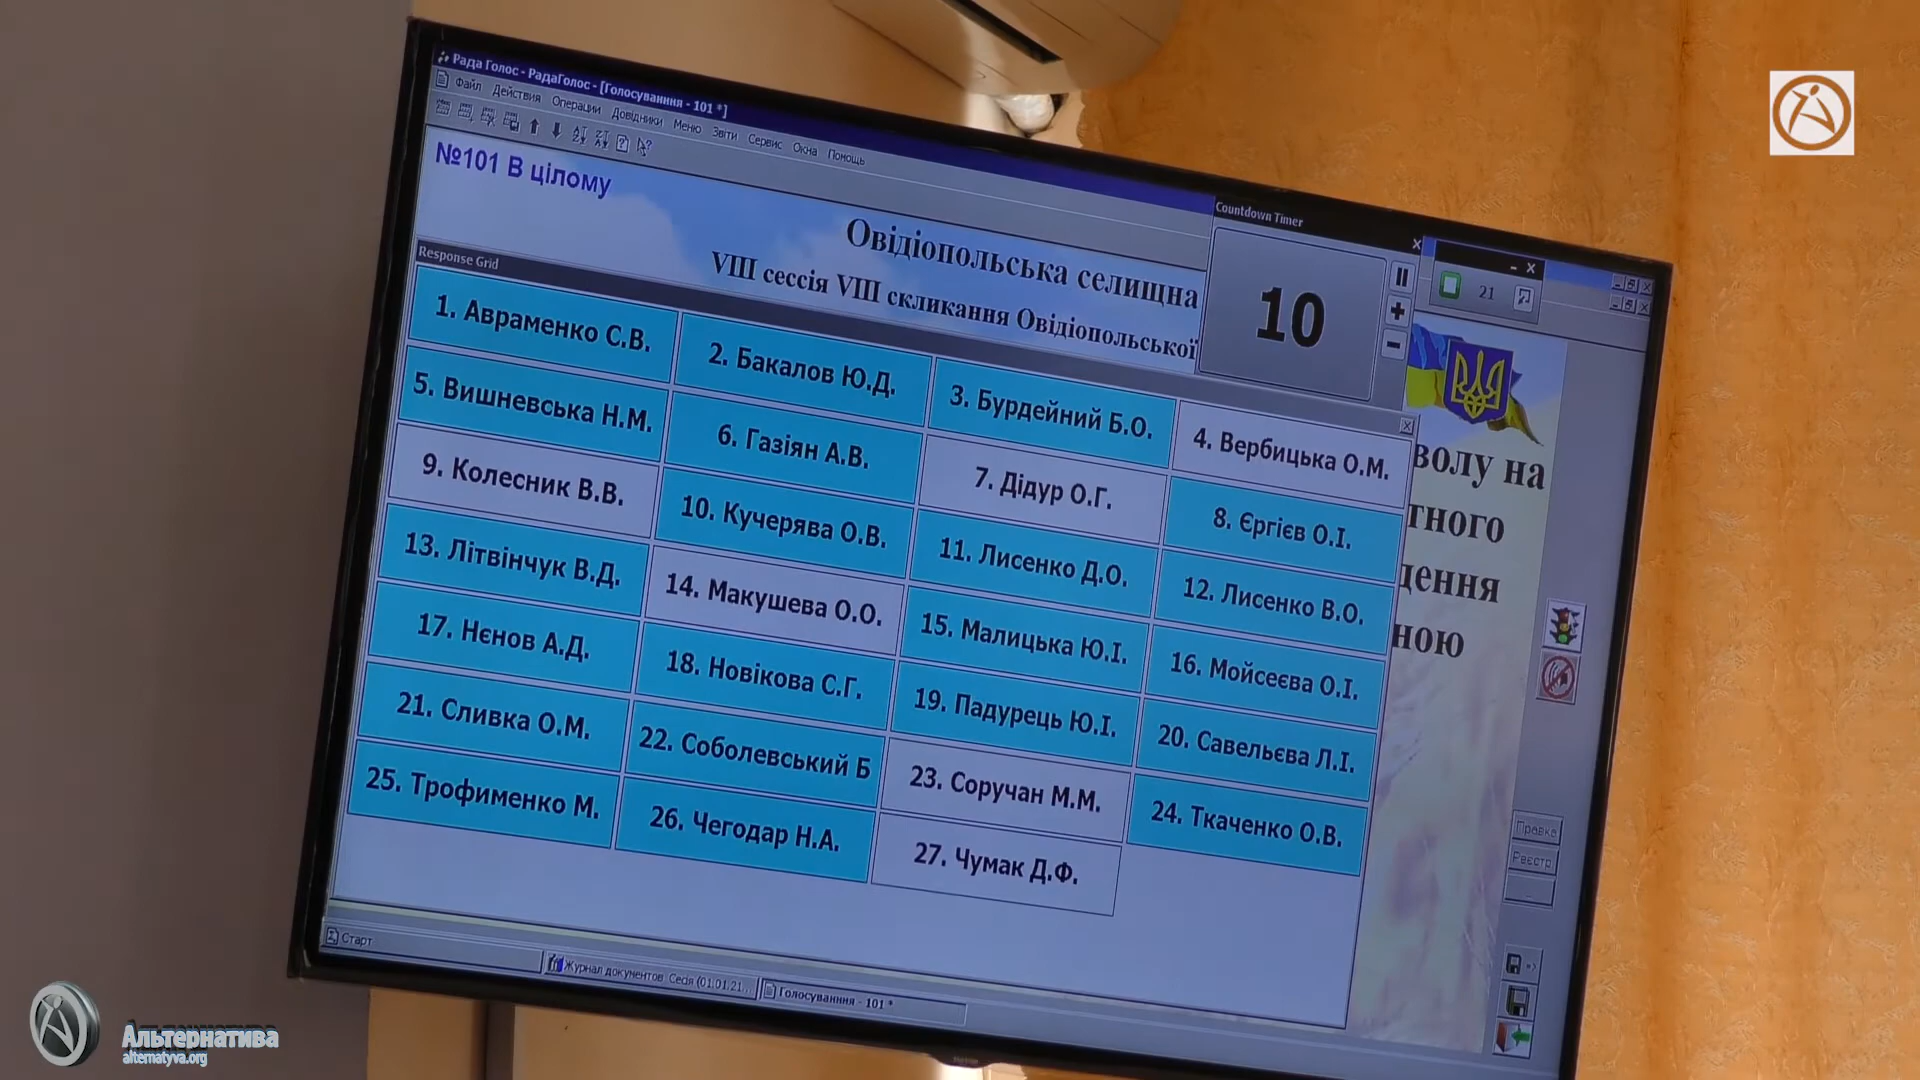 Рада Голос - РадаГолос - [Голосуванння - 101 *]
Файл Действия Операции Довідники Меню Звіти Сервис Окна Помощь
№101 В цілому
Овідіопольська селищна
VIII сессія VIII скликання Овідіопольської
Countdown Timer
10
21
Response Grid
1. Авраменко С.В.
2. Бакалов Ю.Д.
3. Бурдейний Б.О.
4. Вербицька О.М.
5. Вишневська Н.М.
6. Газіян А.В.
7. Дідур О.Г.
8. Єргієв О.І.
9. Колесник В.В.
10. Кучерява О.В.
11. Лисенко Д.О.
12. Лисенко В.О.
13. Літвінчук В.Д.
14. Макушева О.О.
15. Малицька Ю.І.
16. Мойсеєва О.І.
17. Нєнов А.Д.
18. Новікова С.Г.
19. Падурець Ю.І.
20. Савельєва Л.І.
21. Сливка О.М.
22. Соболевський Б
23. Соручан М.М.
24. Ткаченко О.В.
25. Трофименко М.
26. Чегодар Н.А.
27. Чумак Д.Ф.
волу на
тного
дення
ною
Правка
Реєстр.
Старт
Журнал документов Сесія (01.01.21...
Голосуванння - 101 *
Альтернатива
alternatyva.org